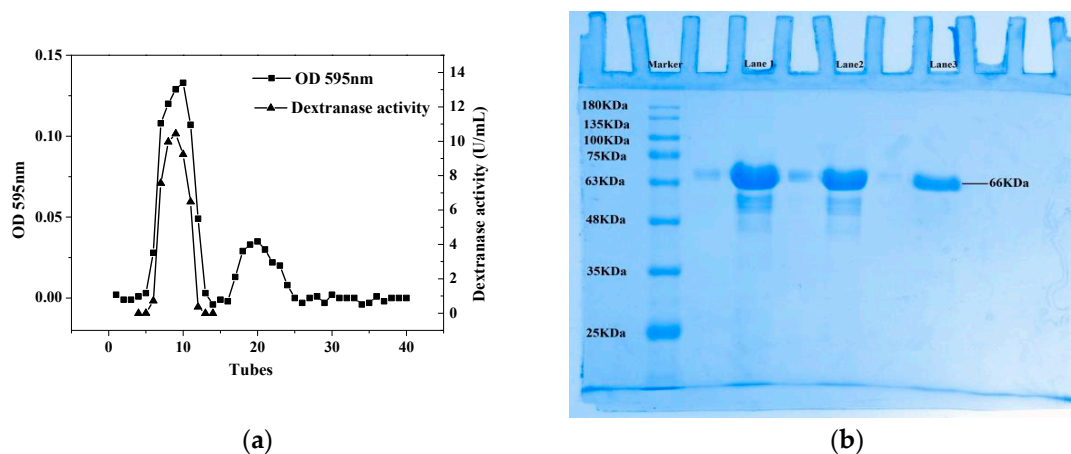 OD 595nm
Dextranase activity
0.15
0.10
0.05
0.00
OD 595nm
14
12
10
8
6
4
2
0
Dextranase activity (U/mL)
0
10
20
30
40
Tubes
(a)
Marker
Lane 1
Lane2
Lane3
180KDa
135KDa
100KDa
75KDa
63KDa
66KDa
48KDa
35KDa
25KDa
(b)